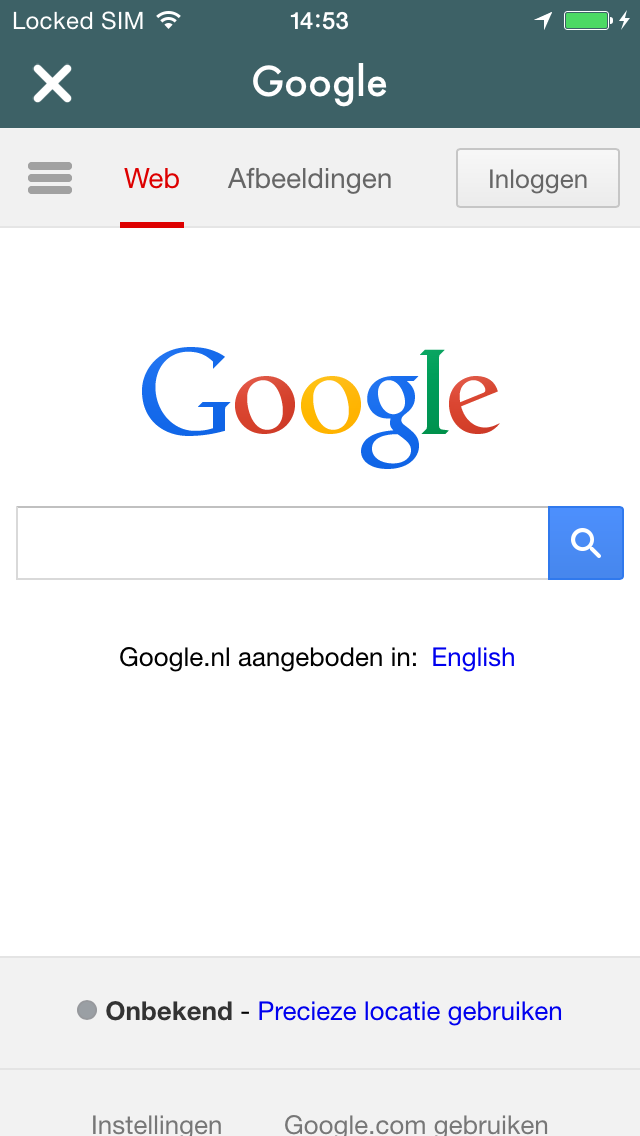 Locked SIM 14:53
Google
Web Afbeeldingen Inloggen
Google
Google.nl aangeboden in: English
Onbekend - Precieze locatie gebruiken
Instellingen Google.com gebruiken